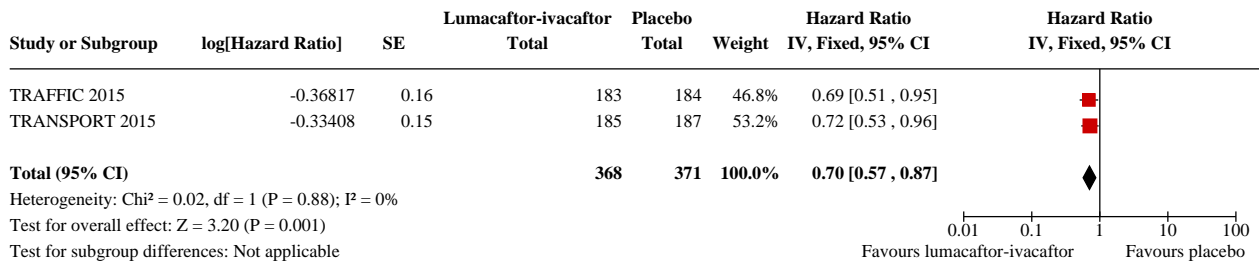 Lumacaftor-ivacaftor Placebo Hazard Ratio Hazard Ratio
Study or Subgroup log[Hazard Ratio] SE Total Total Weight IV, Fixed, 95% CI IV, Fixed, 95% CI
TRAFFIC 2015 -0.36817 0.16 183 184 46.8% 0.69 [0.51 , 0.95]
TRANSPORT 2015 -0.33408 0.15 185 187 53.2% 0.72 [0.53 , 0.96]
Total (95% CI) 368 371 100.0% 0.70 [0.57 , 0.87]
Heterogeneity: Chi² = 0.02, df = 1 (P = 0.88); I² = 0%
Test for overall effect: Z = 3.20 (P = 0.001)
0.01 0.1 1 10 100
Test for subgroup differences: Not applicable Favours lumacaftor-ivacaftor Favours placebo